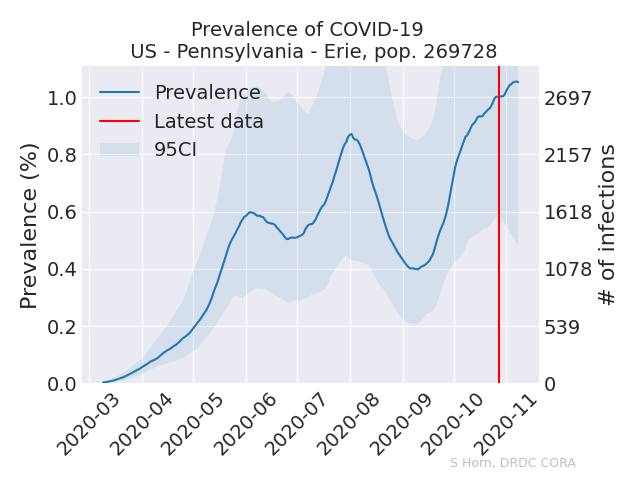 Prevalence of COVID-19
US - Pennsylvania - Erie, pop. 269728
Prevalence
Latest data
95CI
Prevalence (%)
1.0
0.8
0.6
0.4
0.2
0.0
2697
2157
1618
1078
539
0
# of infections
2020-03
2020-04
2020-05
2020-06
2020-07
2020-08
2020-09
2020-10
2020-11
S Horn, DRDC CORA